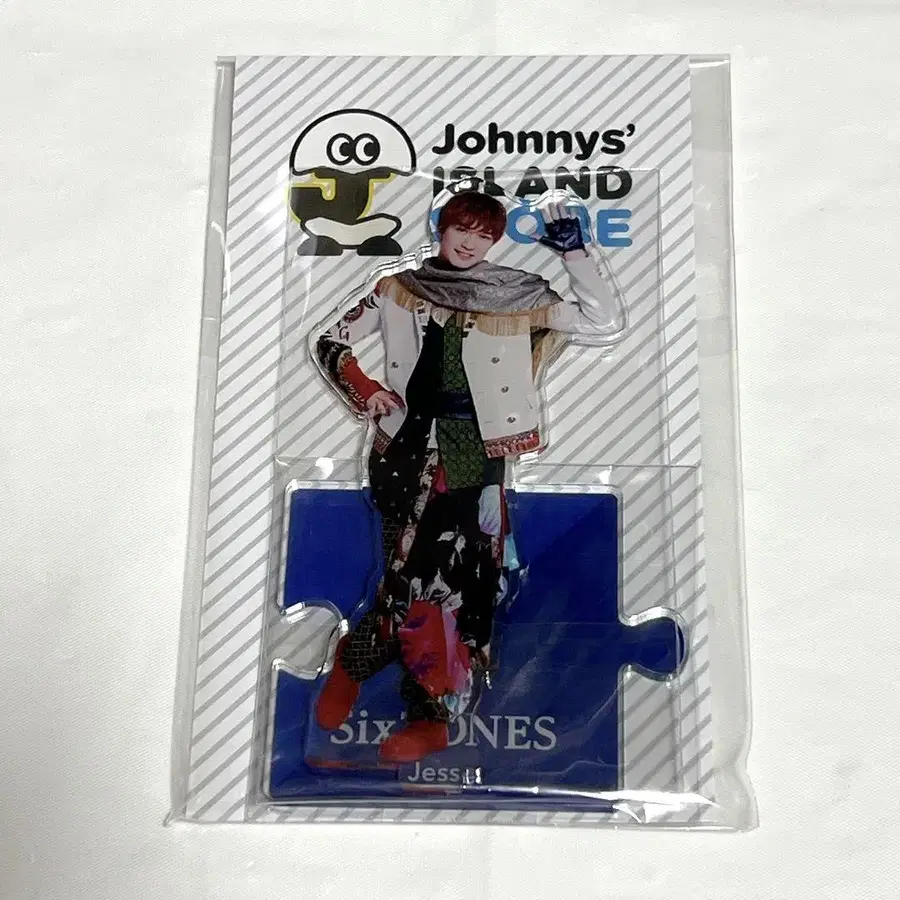 Johnnys'
ISLAND
STORE
SixTONES
Jesse